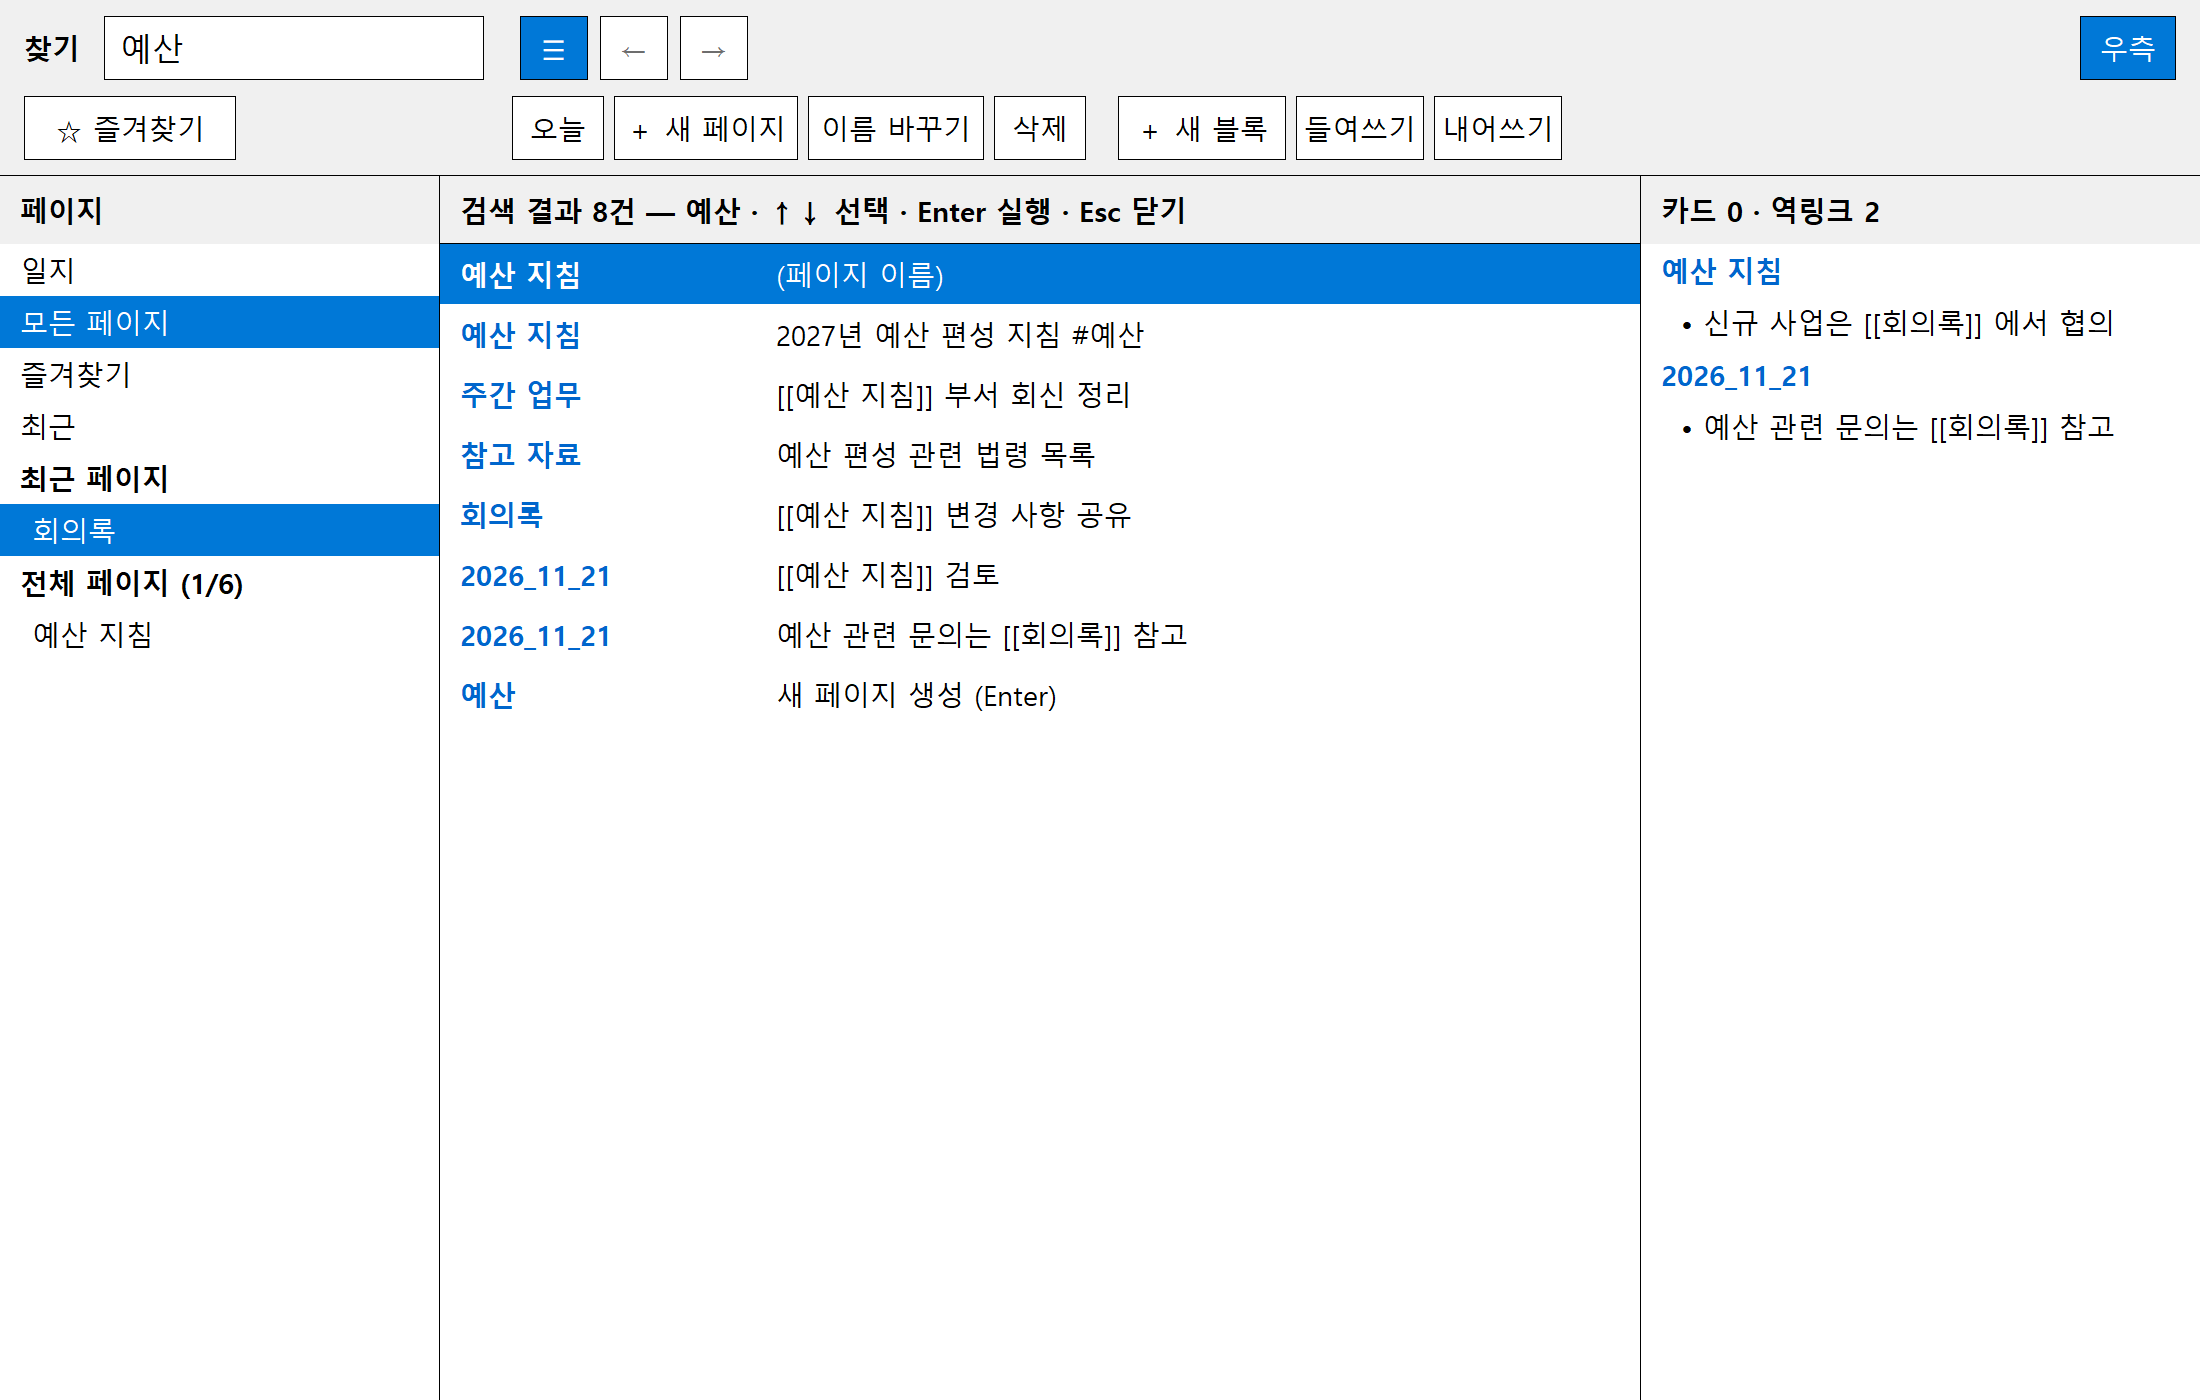 찾기 예산 ☰ ← → 우측
☆ 즐겨찾기 오늘 + 새 페이지 이름 바꾸기 삭제 + 새 블록 들여쓰기 내어쓰기
페이지
일지
모든 페이지
즐겨찾기
최근
최근 페이지
회의록
전체 페이지 (1/6)
예산 지침
검색 결과 8건 — 예산 · ↑ ↓ 선택 · Enter 실행 · Esc 닫기
예산 지침 (페이지 이름)
예산 지침 2027년 예산 편성 지침 #예산
주간 업무 [[예산 지침]] 부서 회신 정리
참고 자료 예산 편성 관련 법령 목록
회의록 [[예산 지침]] 변경 사항 공유
2026_11_21 [[예산 지침]] 검토
2026_11_21 예산 관련 문의는 [[회의록]] 참고
예산 새 페이지 생성 (Enter)
카드 0 · 역링크 2
예산 지침
• 신규 사업은 [[회의록]] 에서 협의
2026_11_21
• 예산 관련 문의는 [[회의록]] 참고